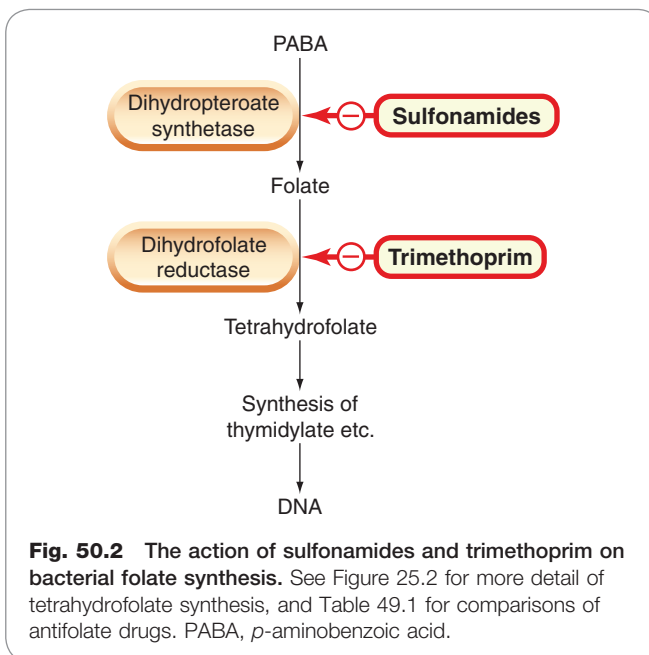 PABA
Dihydropteroate
synthetase
Sulfonamides
Folate
Dihydrofolate
reductase
Trimethoprim
Tetrahydrofolate
Synthesis of
thymidylate etc.
DNA
Fig. 50.2 The action of sulfonamides and trimethoprim on
bacterial folate synthesis. See Figure 25.2 for more detail of
tetrahydrofolate synthesis, and Table 49.1 for comparisons of
antifolate drugs. PABA, p-aminobenzoic acid.